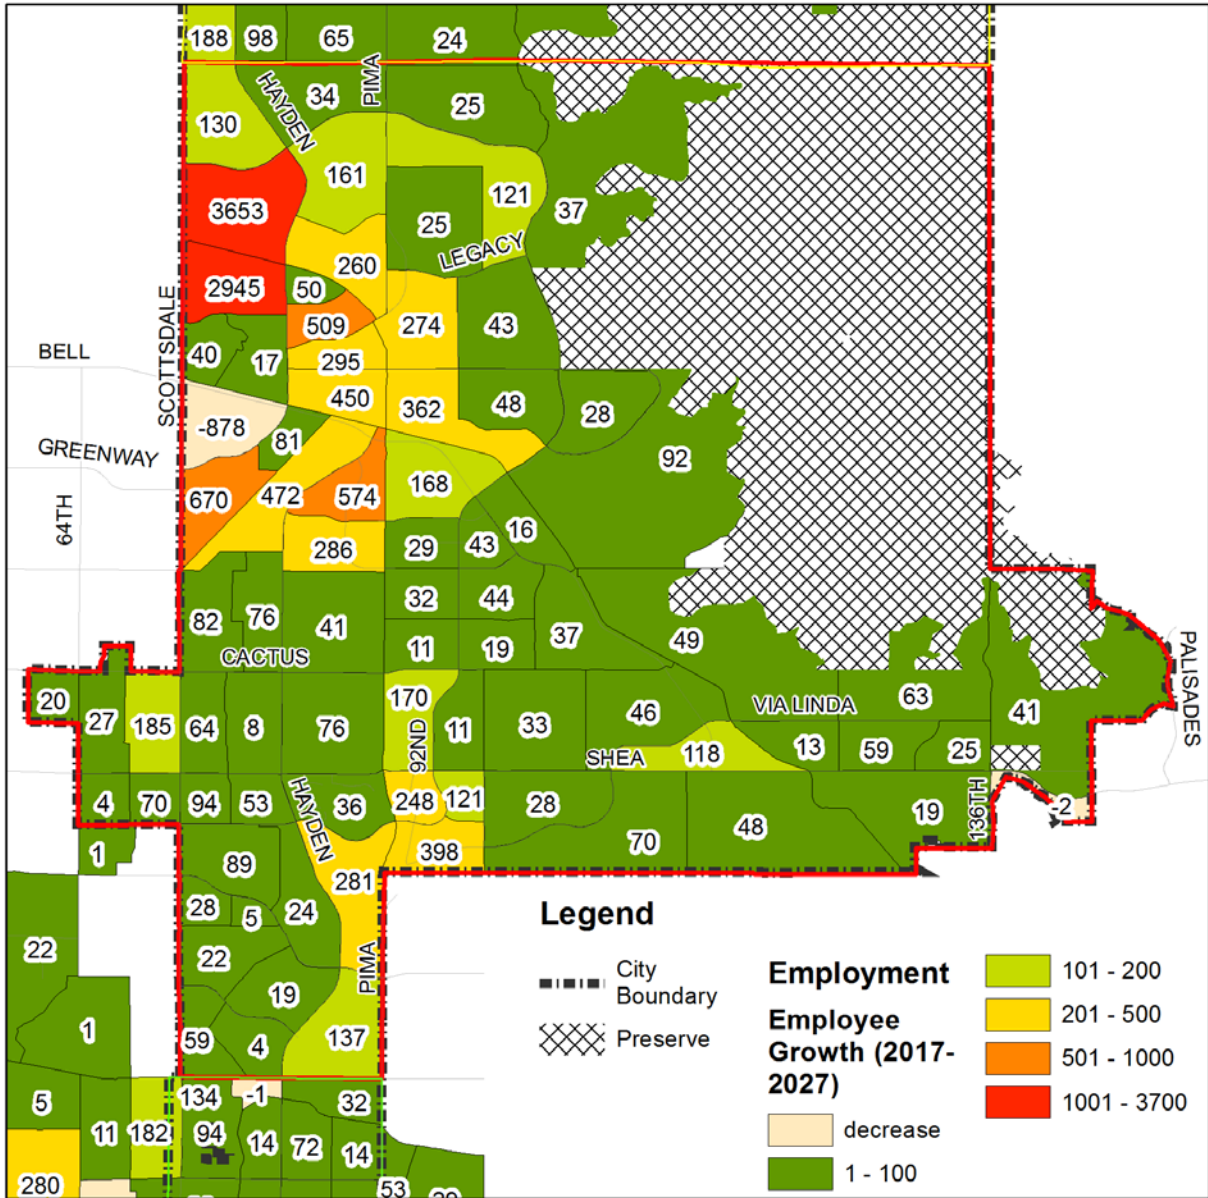 188 98 65 24
HAYDEN
PIMA
34
25
130
161
121
3653
25
37
LEGACY
260
2945 50
SCOTTSDALE
509 274 43
BELL
40 17 295
450 362 48 28
-878 81
GREENWAY
92
670 472 574 168
64TH
286 29 43 16
32 44
82 76 41
11 19 37 49
CACTUS
PALISADES
20 27 185 64 8 76 170
92ND
11 33 46
VIA LINDA
63
41
SHEA
118 13 59 25
4 70 94 53
HAYDEN
36 248 121 28
48
19
136TH
-2
1
89
398
70
281
28 5 24
22
22
PIMA
19
1
59 4 137
5
134 -1 32
11 182 94 14 72 14
280
53
Legend
City
Boundary
Preserve
Employment
Employee
Growth (2017-
2027)
decrease
1 - 100
101 - 200
201 - 500
501 - 1000
1001 - 3700